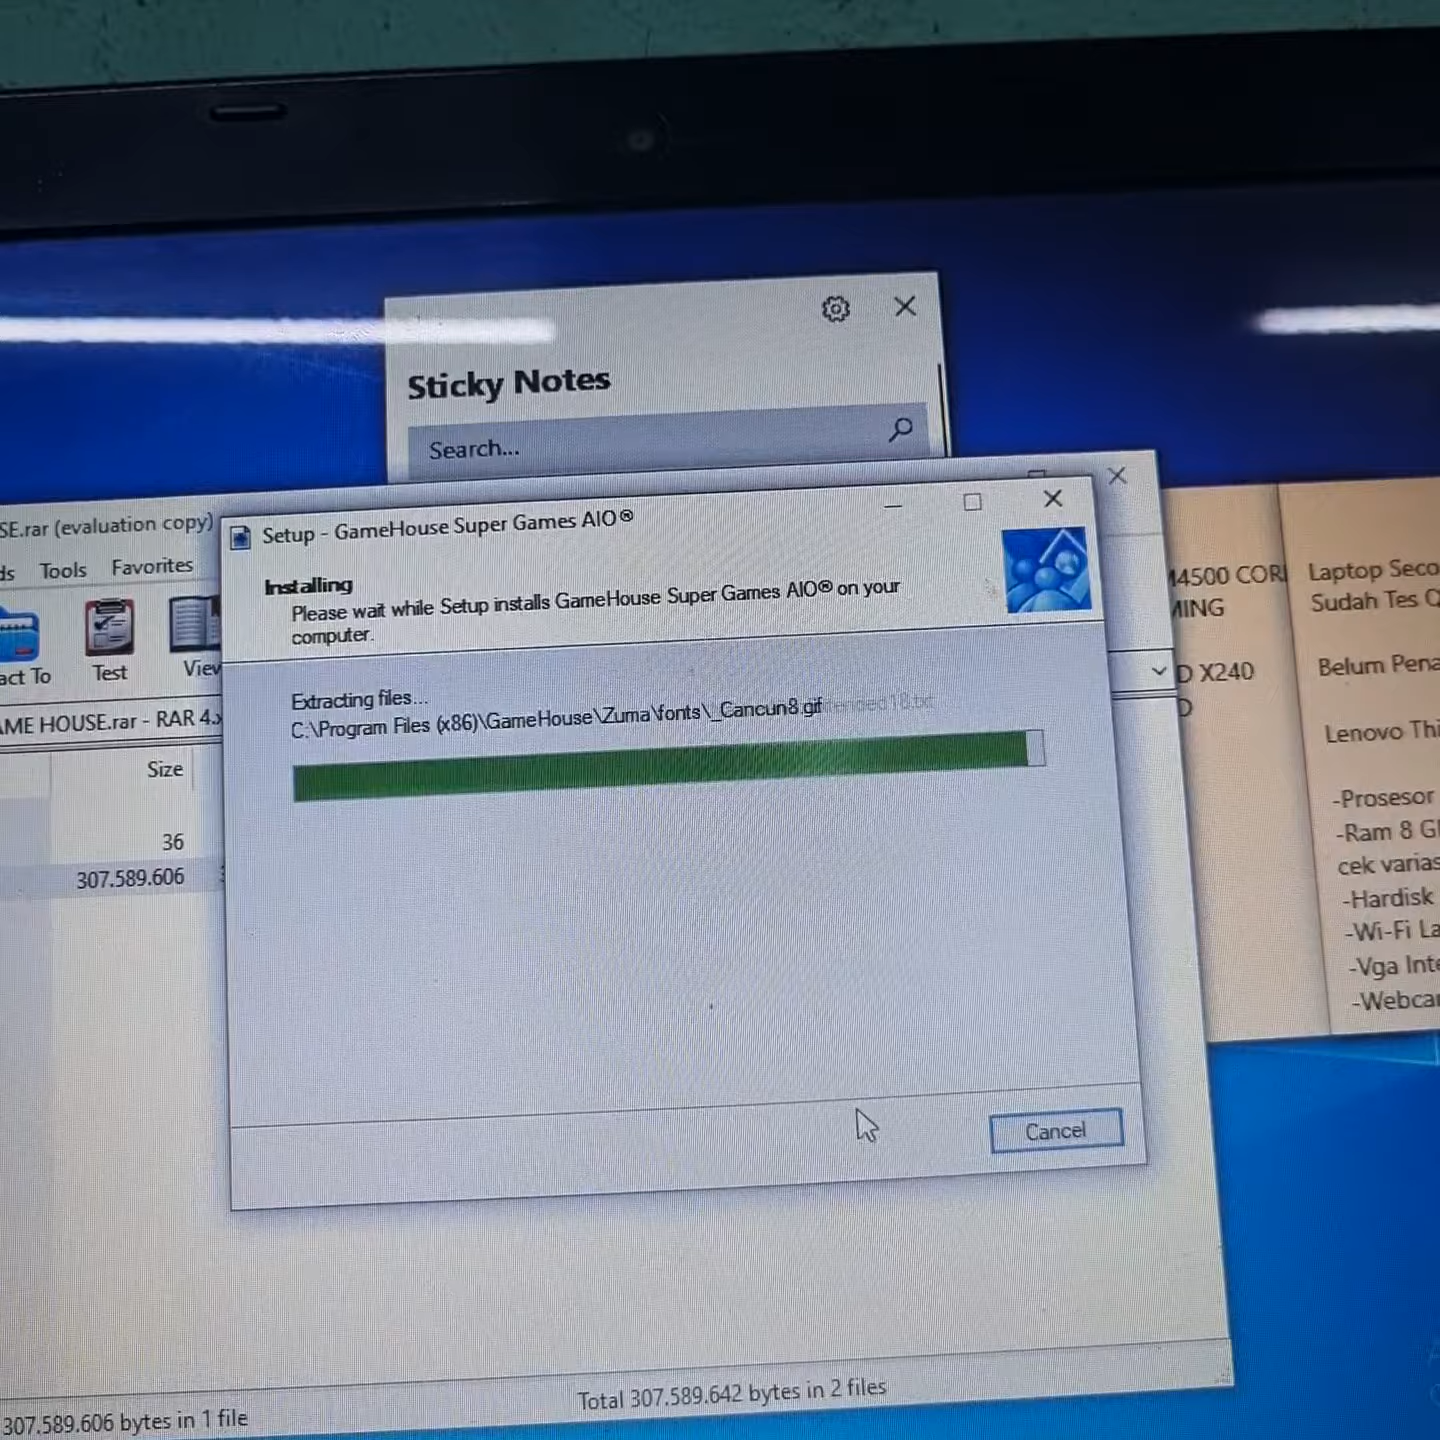 Sticky Notes
Search...
SE.rar (evaluation copy)
ds Tools Favorites
act To Test View
AME HOUSE.rar - RAR 4.x
Size
36
307.589.606
Setup - GameHouse Super Games AIO®
Installing
Please wait while Setup installs GameHouse Super Games AIO® on your
computer.
Extracting files...
C:\Program Files (x86)\GameHouse\Zuma\fonts\_Cancun8.gif
Cancel
M4500 CORI
MING
D X240
D
Laptop Seco
Sudah Tes Q
Belum Pena
Lenovo Thi
-Prosesor
-Ram 8 G
cek varias
-Hardisk
-Wi-Fi La
-Vga Inte
-Webcar
307.589.606 bytes in 1 file
Total 307.589.642 bytes in 2 files